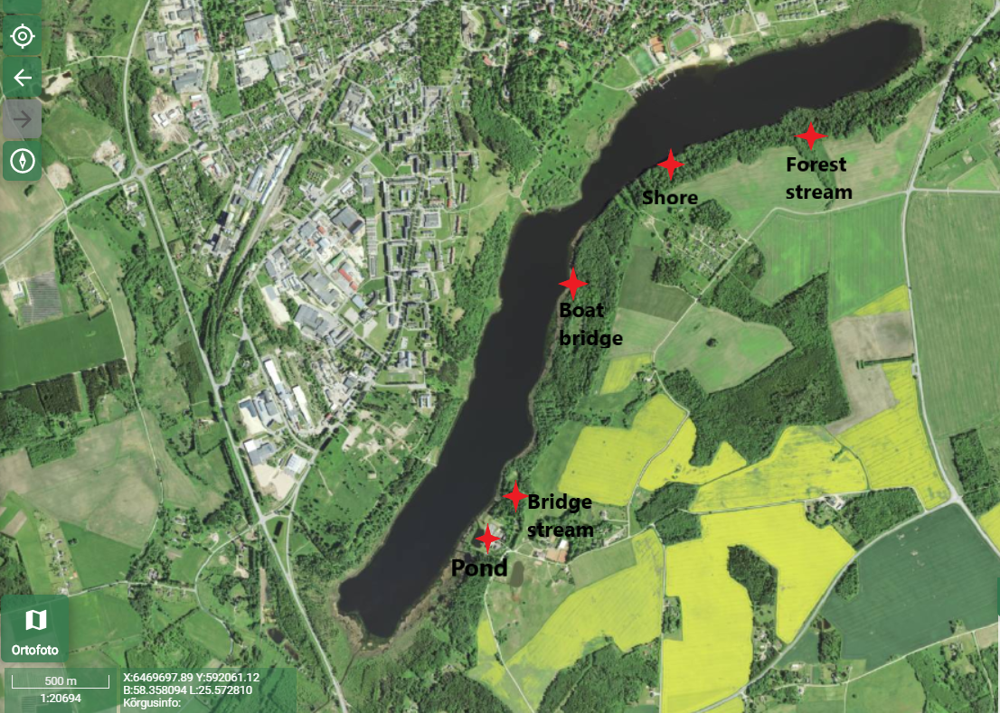 Forest
stream
Shore
Boat
bridge
Bridge
stream
Pond
Ortofoto
500 m
1:20694
X:6469697.89 Y:592061.12
B:58.358094 L:25.572810
Kõrgusinfo: